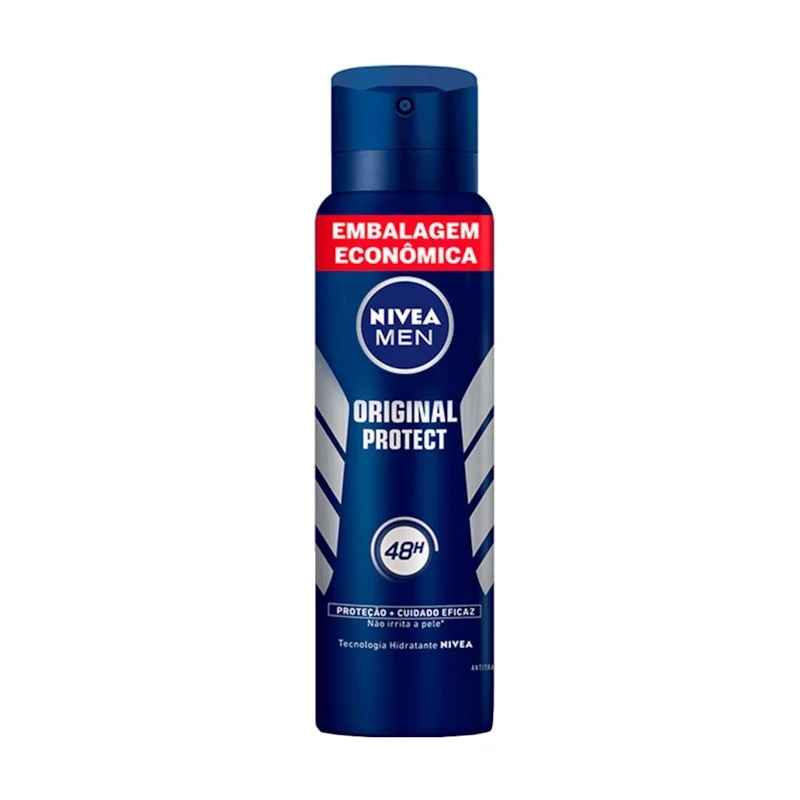 EMBALAGEM
ECONÔMICA
NIVEA
MEN
ORIGINAL
PROTECT
48H
PROTEÇÃO + CUIDADO EFICAZ
Não irrita a pele*
Tecnologia Hidratante NIVEA